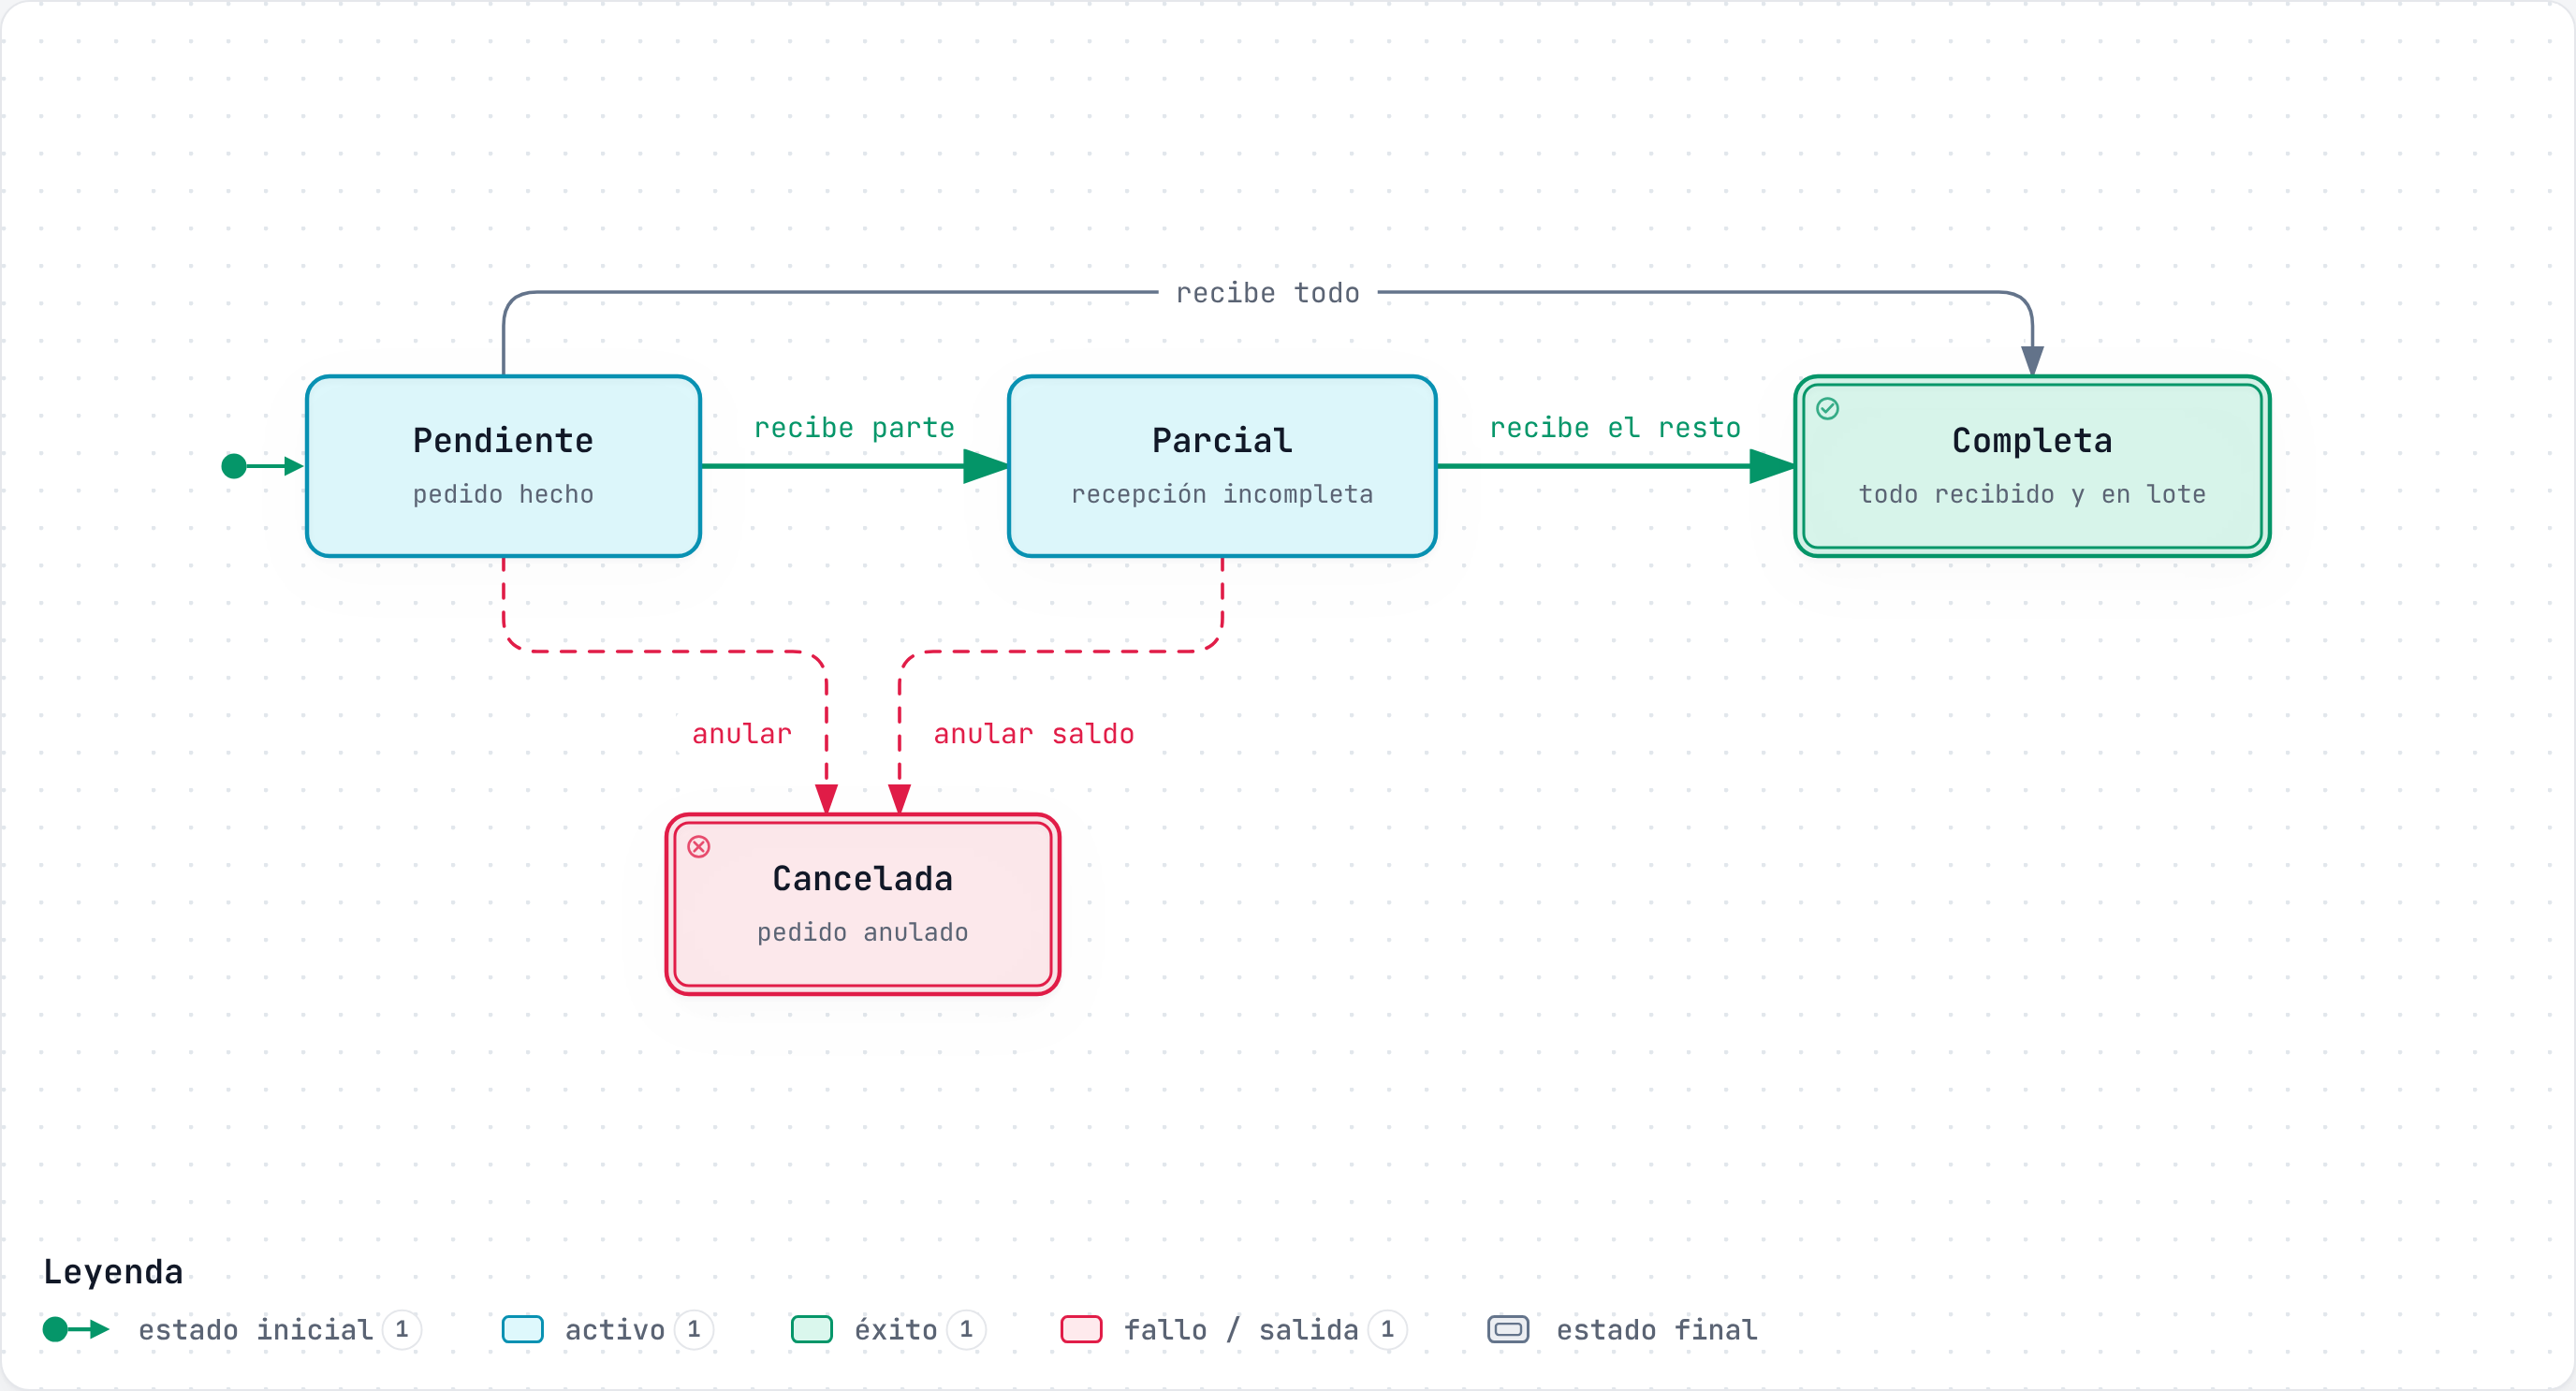 recibe todo
Pendiente
pedido hecho
recibe parte
Parcial
recepción incompleta
recibe el resto
Completa
todo recibido y en lote
anular
anular saldo
Cancelada
pedido anulado
Leyenda
estado inicial 1
activo 1
éxito 1
fallo / salida 1
estado final